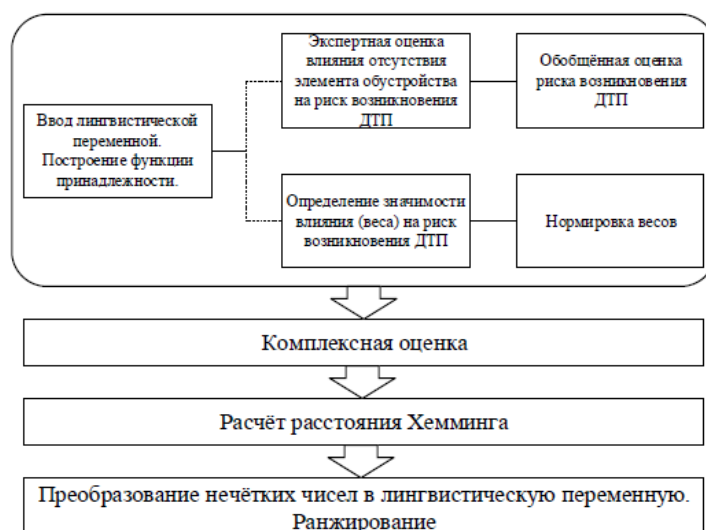 Экспертная оценка
влияния отсутствия
элемента обустройства
на риск возникновения
ДТП
Обобщённая оценка
риска возникновения
ДТП
Ввод лингвистической
переменной.
Построение функции
принадлежности.
Определение значимости
влияния (веса) на риск
возникновения ДТП
Нормировка весов
Комплексная оценка
Расчёт расстояния Хемминга
Преобразование нечётких чисел в лингвистическую переменную.
Ранжирование